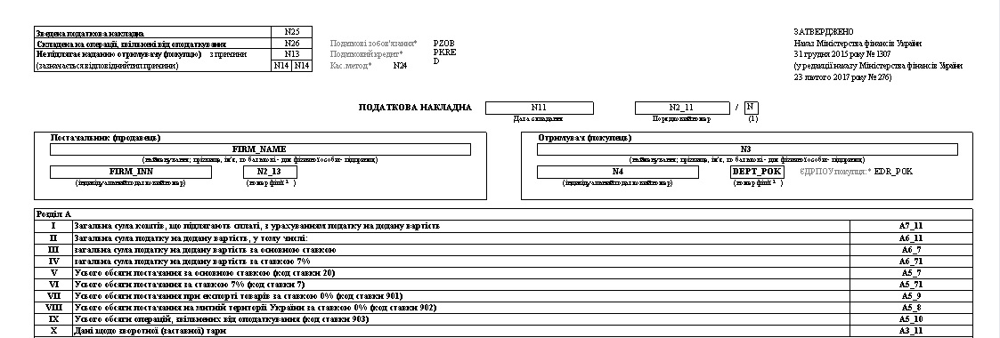 Зведена податкова накладна N25
Складена на операції, звільнені від оподаткування N26
Не підлягає наданню отримувачу (покупцю) з причини N13
(зазначається відповідний тип причини) N14 N14
Податкові зобов'язання* PZOB
Податковий кредит* PKRE
Кас.метод* N24 D
ЗАТВЕРДЖЕНО
Наказ Міністерства фінансів України
31 грудня 2015 року № 1307
(у редакції наказу Міністерства фінансів України
23 лютого 2017 року № 276)
ПОДАТКОВА НАКЛАДНА N11 N2_11 / N
Дата складання Порядковий номер (1)
Постачальник (продавець)
FIRM_NAME
(найменування; прізвище, ім'я, по батькові - для фізичної особи - підприємця)
FIRM_INN N2_13
(індивідуальний податковий номер) (номер філії ² )
Отримувач (покупець)
N3
(найменування; прізвище, ім'я, по батькові - для фізичної особи - підприємця)
N4 DEPT_POK ЄДРПОУ покупця:* EDR_POK
(індивідуальний податковий номер) (номер філії ² )
Розділ А
I Загальна сума коштів, що підлягають сплаті, з урахуванням податку на додану вартість A7_11
II Загальна сума податку на додану вартість, у тому числі: A6_11
III загальна сума податку на додану вартість за основною ставкою A6_7
IV загальна сума податку на додану вартість за ставкою 7% A6_71
V Усього обсяги постачання за основною ставкою (код ставки 20) A5_7
VI Усього обсяги постачання за ставкою 7% (код ставки 7) A5_71
VII Усього обсяги постачання при експорті товарів за ставкою 0% (код ставки 901) A5_9
VIII Усього обсяги постачання на митній території України за ставкою 0% (код ставки 902) A5_8
IX Усього обсяги операцій, звільнених від оподаткування (код ставки 903) A5_10
X Дані щодо зворотної (заставної) тари A3_11